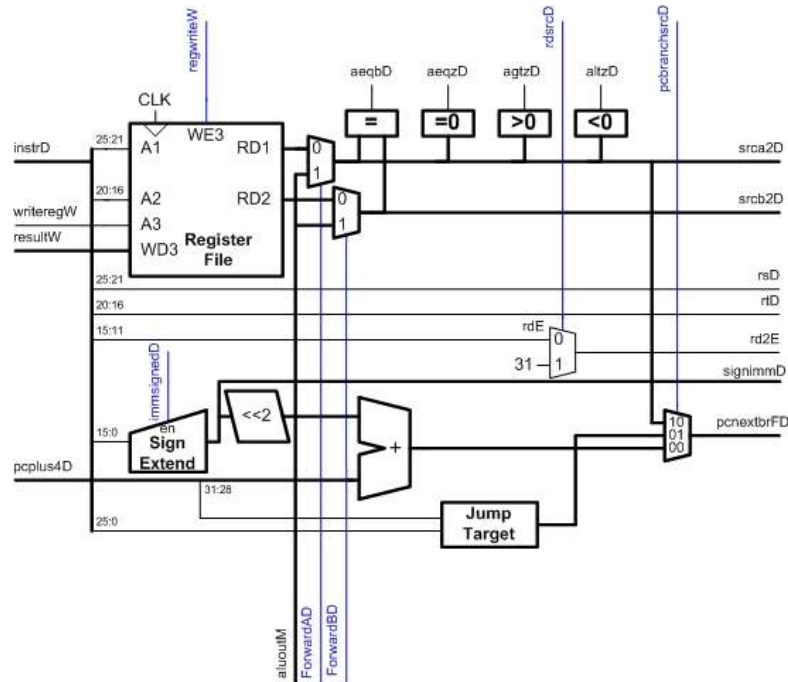 regwriteW
rdsrcD
pcbranchsrcD
aeqbD
aeqzD
agtzD
altzD
CLK
=
=0
>0
<0
WE3
instrD
25:21
A1
RD1
0
1
srca2D
20:16
A2
RD2
0
1
srcb2D
writeregW
A3
resultW
WD3
Register
File
25:21
rsD
20:16
rtD
15:11
rdE
0
rd2E
31
1
immsignedD
signimmD
en
<<2
10
01
00
pcnextbrFD
15:0
Sign
Extend
+
pcplus4D
31:28
Jump
Target
25:0
aluoutM
ForwardAD
ForwardBD